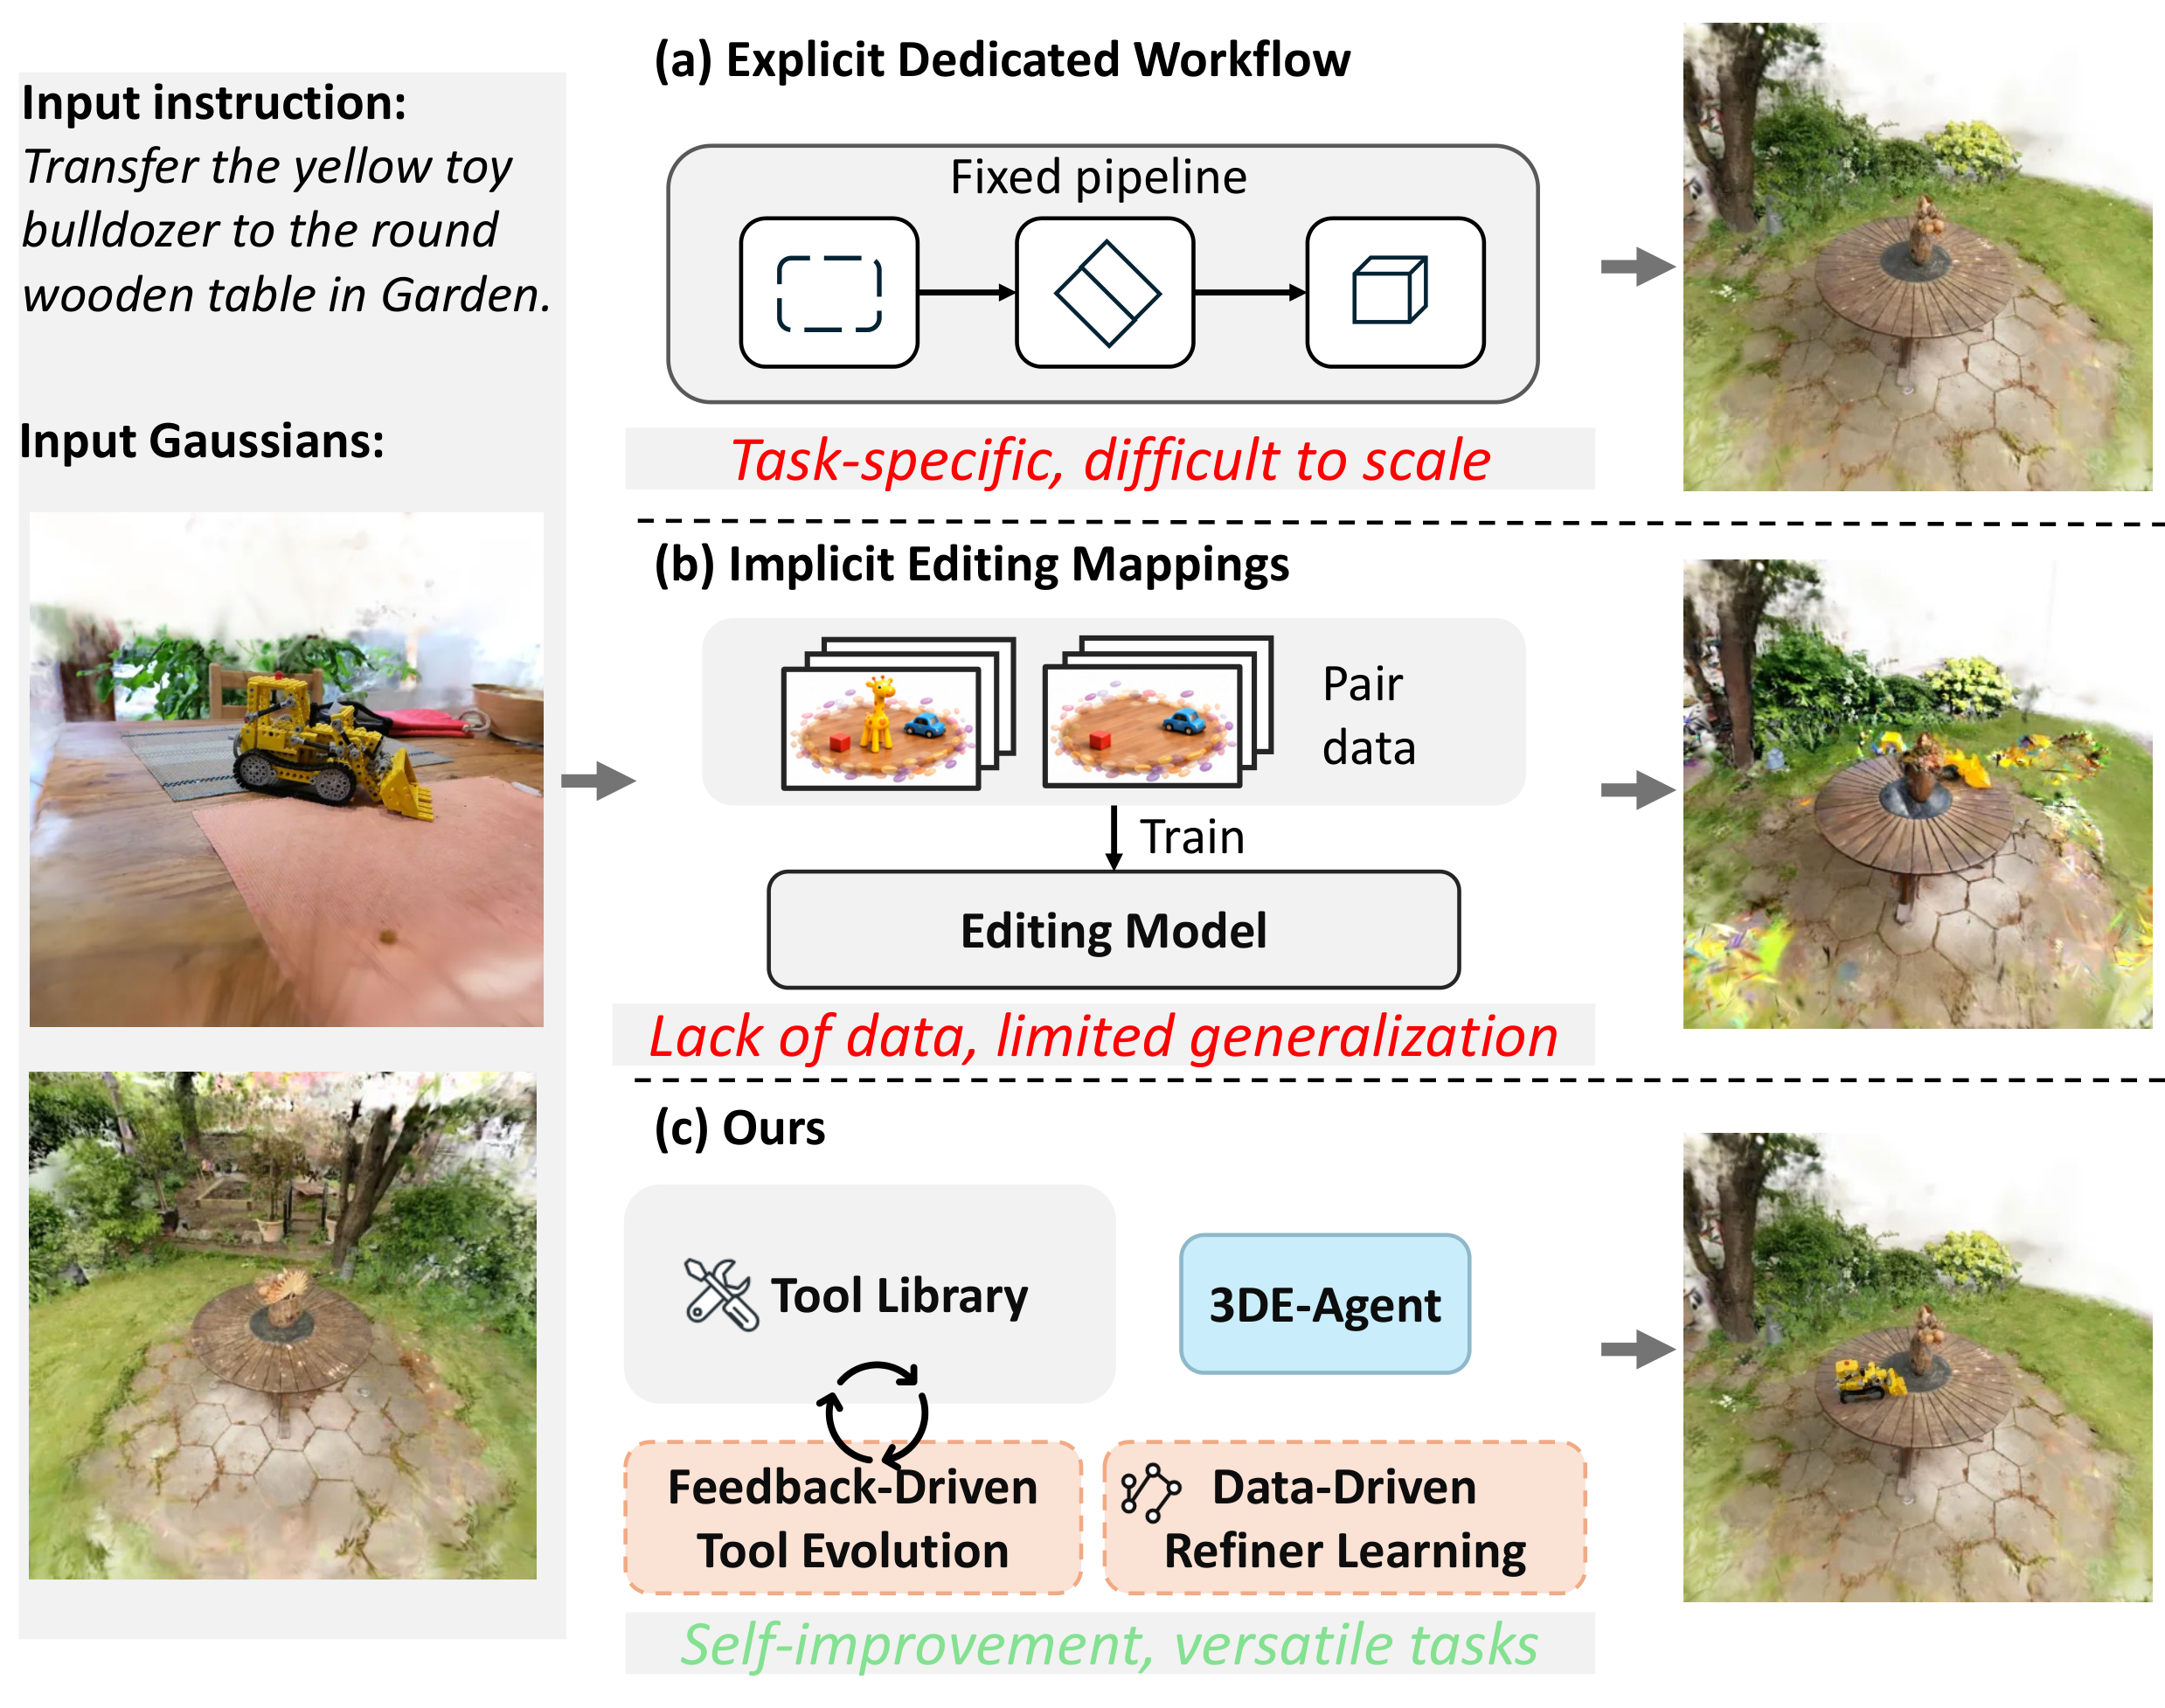 Input instruction:
Transfer the yellow toy
bulldozer to the round
wooden table in Garden.
Input Gaussians:
(a) Explicit Dedicated Workflow
Fixed pipeline
Task-specific, difficult to scale
(b) Implicit Editing Mappings
Pair
data
Train
Editing Model
Lack of data, limited generalization
(c) Ours
Tool Library
3DE-Agent
Feedback-Driven
Tool Evolution
Data-Driven
Refiner Learning
Self-improvement, versatile tasks